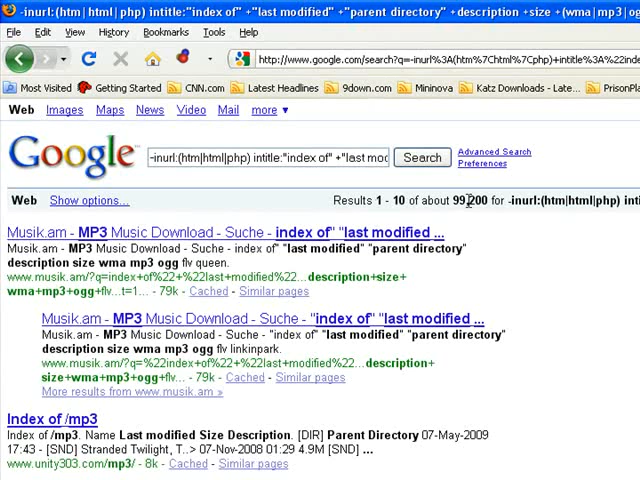 -inurl:(htm|html|php) intitle:"index of" +"last modified" +"parent directory" +description +size +(wma|mp3|og
File Edit View History Bookmarks Tools Help
http://www.google.com/search?q=-inurl%3A(htm%7Chtml%7Cphp)+intitle%3A%22inde
Most Visited Getting Started CNN.com Latest Headlines 9down.com Mininova Katz Downloads - Late... PrisonPla
Web Images Maps News Video Mail more ▼
Google -inurl:(htm|html|php) intitle:"index of" +"last moc Search Advanced Search
Preferences
Web Show options... Results 1 - 10 of about 99,200 for -inurl:(htm|html|php) inti
Musik.am - MP3 Music Download - Suche - index of" "last modified ...
Musik.am - MP3 Music Download - Suche - index of" "last modified" "parent directory"
description size wma mp3 ogg flv queen.
www.musik.am/?q=index+of%22+%22last+modified%22...description+size+
wma+mp3+ogg+flv...t=1... - 79k - Cached - Similar pages
Musik.am - MP3 Music Download - Suche - "index of" "last modified ...
Musik.am - MP3 Music Download - Suche - "index of" "last modified" "parent directory"
description size wma mp3 ogg flv linkinpark.
www.musik.am/?q=%22index+of%22+%22last+modified%22...description+
size+wma+mp3+ogg+flv... - 79k - Cached - Similar pages
More results from www.musik.am »
Index of /mp3
Index of /mp3. Name Last modified Size Description. [DIR] Parent Directory 07-May-2009
17:43 - [SND] Stranded Twilight, T..> 07-Nov-2008 01:29 4.9M [SND] ...
www.unity303.com/mp3/ - 8k - Cached - Similar pages